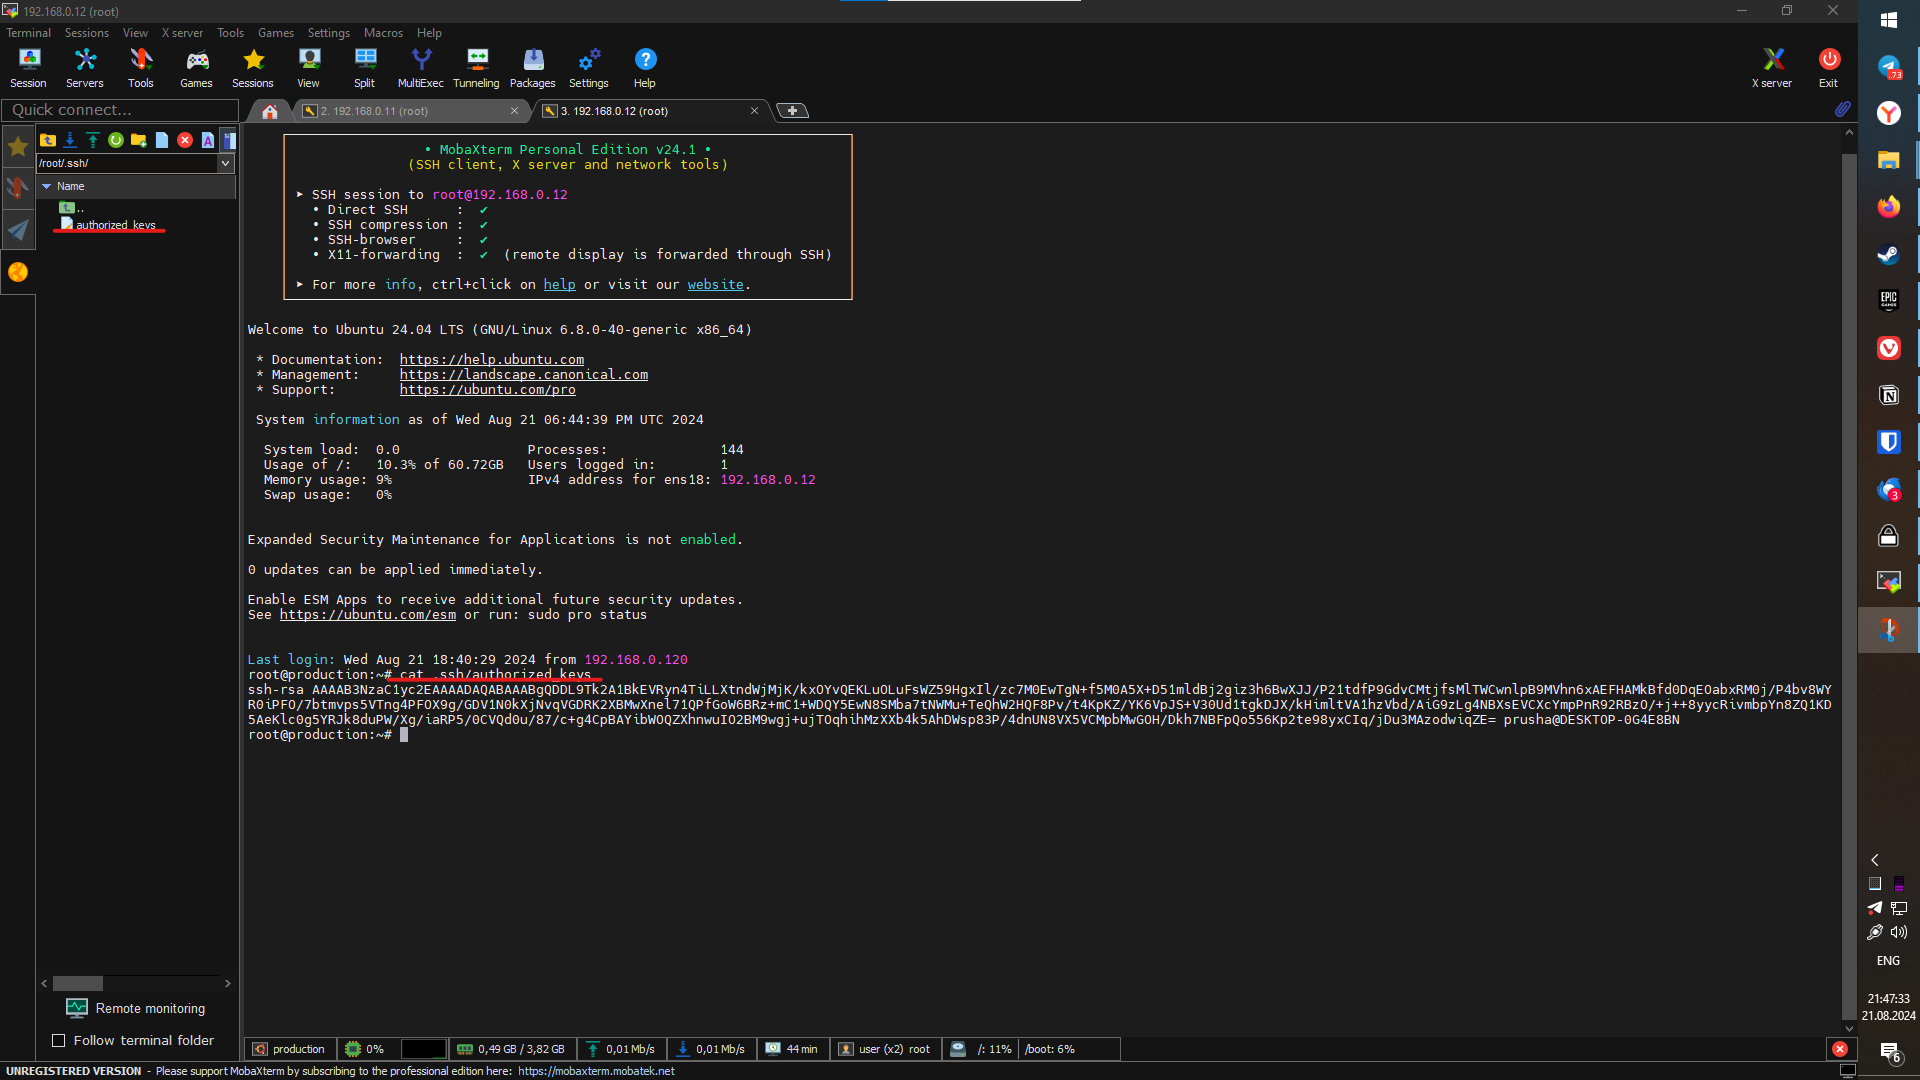 192.168.0.12 (root)
Terminal Sessions View X server Tools Games Settings Macros Help
Session Servers Tools Games Sessions View Split MultiExec Tunneling Packages Settings Help X server Exit
Quick connect...
2. 192.168.0.11 (root)
3. 192.168.0.12 (root)
/root/.ssh/
Name
..
authorized_keys
• MobaXterm Personal Edition v24.1 •
(SSH client, X server and network tools)
➤ SSH session to root@192.168.0.12
• Direct SSH : ✔
• SSH compression : ✔
• SSH-browser : ✔
• X11-forwarding : ✔ (remote display is forwarded through SSH)
➤ For more info, ctrl+click on help or visit our website.
Welcome to Ubuntu 24.04 LTS (GNU/Linux 6.8.0-40-generic x86_64)
* Documentation: https://help.ubuntu.com
* Management: https://landscape.canonical.com
* Support: https://ubuntu.com/pro
System information as of Wed Aug 21 06:44:39 PM UTC 2024
System load: 0.0 Processes: 144
Usage of /: 10.3% of 60.72GB Users logged in: 1
Memory usage: 9% IPv4 address for ens18: 192.168.0.12
Swap usage: 0%
Expanded Security Maintenance for Applications is not enabled.
0 updates can be applied immediately.
Enable ESM Apps to receive additional future security updates.
See https://ubuntu.com/esm or run: sudo pro status
Last login: Wed Aug 21 18:40:29 2024 from 192.168.0.120
root@production:~# cat .ssh/authorized_keys
ssh-rsa AAAAB3NzaC1yc2EAAAADAQABAAABgQDDL9Tk2A1BkEVRyn4TiLLXtndWjMjK/kxOYvQEKLuOLuFsWZ59HgxIl/zc7M0EwTgN+f5M0A5X+D51mldBj2giz3h6BwXJJ/P21tdfP9GdvCMtjfsMlTWCwnlpB9MVhn6xAEFHAMkBfd0DqEOabxRM0j/P4bv8WY
R0iPFO/7btmvps5VTng4PFOX9g/GDV1N0kXjNvqVGDRK2XBMwXnel71QPfGoW6BRz+mC1+WDQY5EwN8SMba7tNWMu+TeQhW2HQF8Pv/t4KpKZ/YK6VpJS+V30Ud1tgkDJX/kHimltVA1hzVbd/AiG9zLg4NBXsEVCXcYmpPnR92RBzO/+j++8yycRivmbpYn8ZQ1KD
5AeKlc0g5YRJk8duPW/Xg/iaRP5/0CVQd0u/87/c+g4CpBAYibWOQZXhnwuIO2BM9wgj+ujTOqhihMzXXb4k5AhDWsp83P/4dnUN8VX5VCMpbMwGOH/Dkh7NBFpQo556Kp2te98yxCIq/jDu3MAzodwiqZE= prusha@DESKTOP-0G4E8BN
root@production:~#
Remote monitoring
Follow terminal folder
production 0% 0,49 GB / 3,82 GB 0,01 Mb/s 0,01 Mb/s 44 min user (x2) root /: 11% /boot: 6%
UNREGISTERED VERSION - Please support MobaXterm by subscribing to the professional edition here: https://mobaxterm.mobatek.net
73
EPIC
GAMES
3
ENG
21:47:33
21.08.2024
6